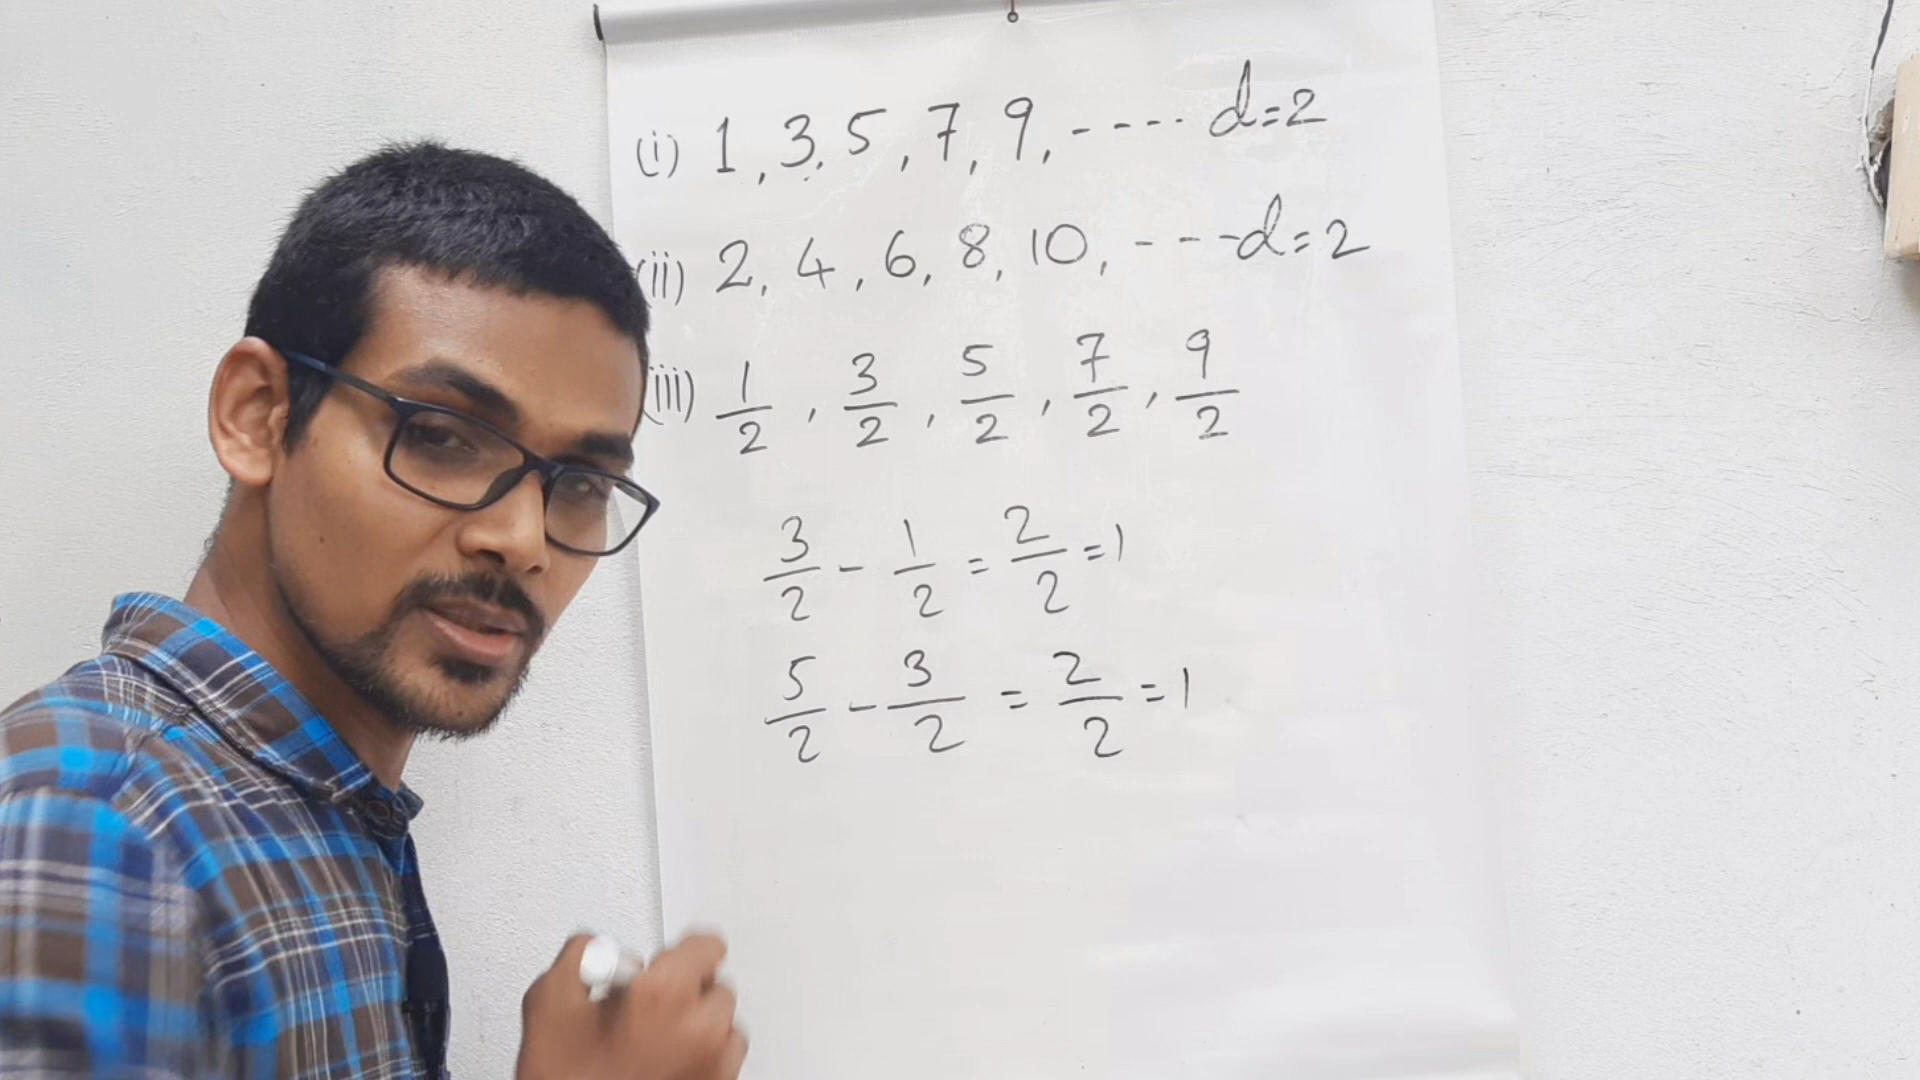 (i) 1, 3, 5, 7, 9, ----- d=2
(ii) 2, 4, 6, 8, 10, ---- d=2
(iii) 1/2, 3/2, 5/2, 7/2, 9/2
3/2 - 1/2 = 2/2 = 1
5/2 - 3/2 = 2/2 = 1